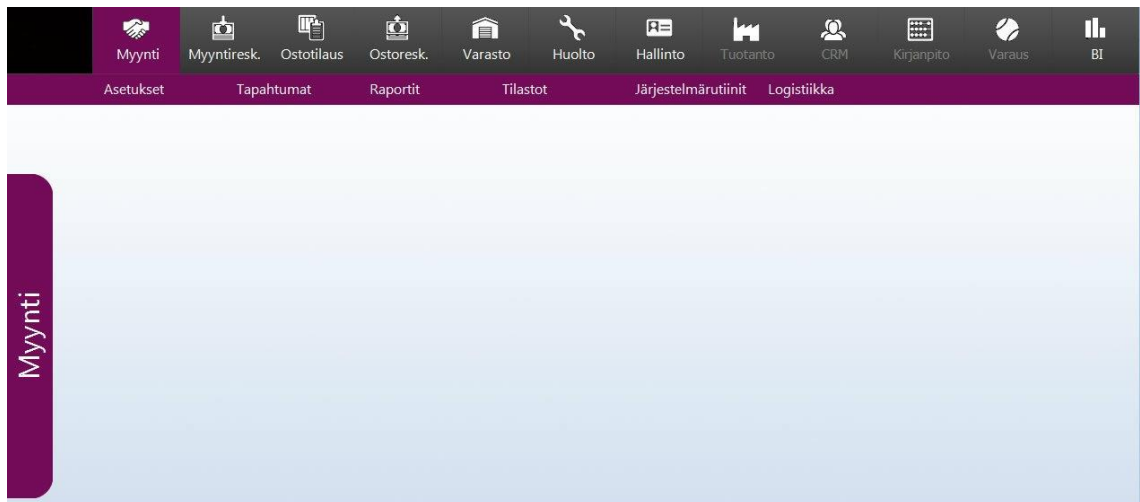 Myynti Myyntiresk. Ostotilaus Ostoresk. Varasto Huolto Hallinto Tuotanto CRM Kirjanpito Varaus BI
Asetukset Tapahtumat Raportit Tilastot Järjestelmärutiinit Logistiikka
Myynti